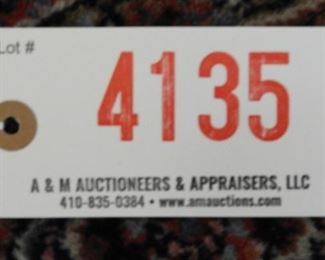 Lot #
4135
A & M AUCTIONEERS & APPRAISERS, LLC
410-835-0384 • www.amauctions.com